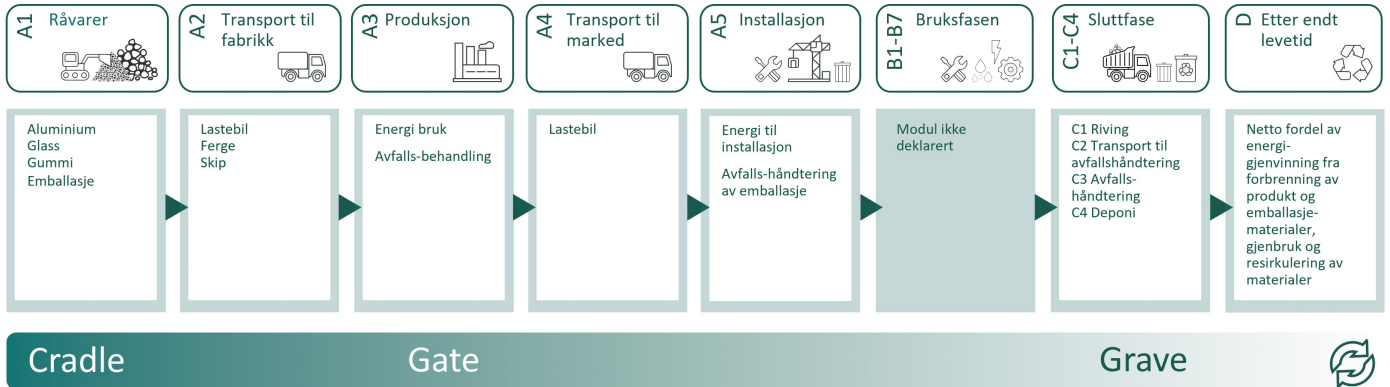 A1 Råvarer
A2 Transport til
fabrikk
A3 Produksjon
A4 Transport til
marked
A5 Installasjon
B1-B7 Bruksfasen
C1-C4 Sluttfase
D Etter endt
levetid
Aluminium
Glass
Gummi
Emballasje
Lastebil
Ferge
Skip
Energi bruk
Avfalls-behandling
Lastebil
Energi til
installasjon
Avfalls-håndtering
av emballasje
Modul ikke
deklarert
C1 Riving
C2 Transport til
avfallshåndtering
C3 Avfalls-
håndtering
C4 Deponi
Netto fordel av
energi-
gjenvinning fra
forbrenning av
produkt og
emballasje-
materialer,
gjenbruk og
resirkulering av
materialer
Cradle
Gate
Grave